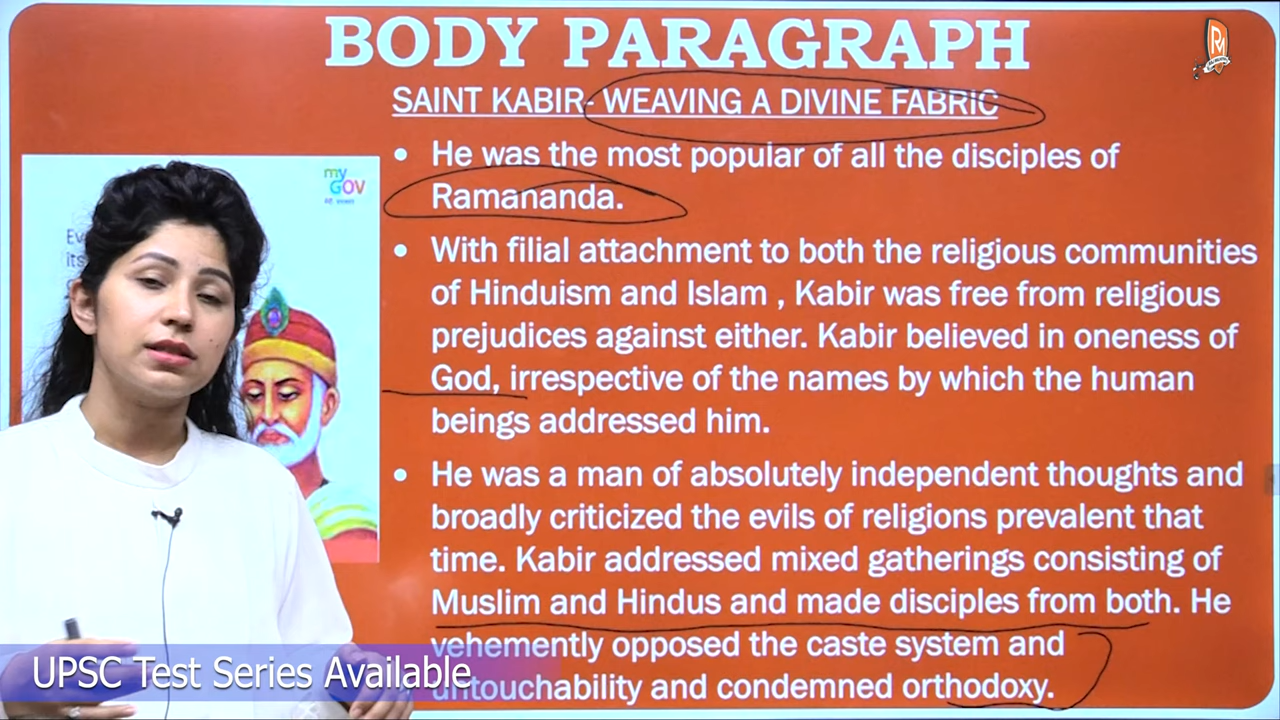 BODY PARAGRAPH
SAINT KABIR- WEAVING A DIVINE FABRIC
my
GOV
मेरी सरकार
• He was the most popular of all the disciples of
Ramananda.
• With filial attachment to both the religious communities
of Hinduism and Islam , Kabir was free from religious
prejudices against either. Kabir believed in oneness of
God, irrespective of the names by which the human
beings addressed him.
• He was a man of absolutely independent thoughts and
broadly criticized the evils of religions prevalent that
time. Kabir addressed mixed gatherings consisting of
Muslim and Hindus and made disciples from both. He
vehemently opposed the caste system and
untouchability and condemned orthodoxy.
UPSC Test Series Available